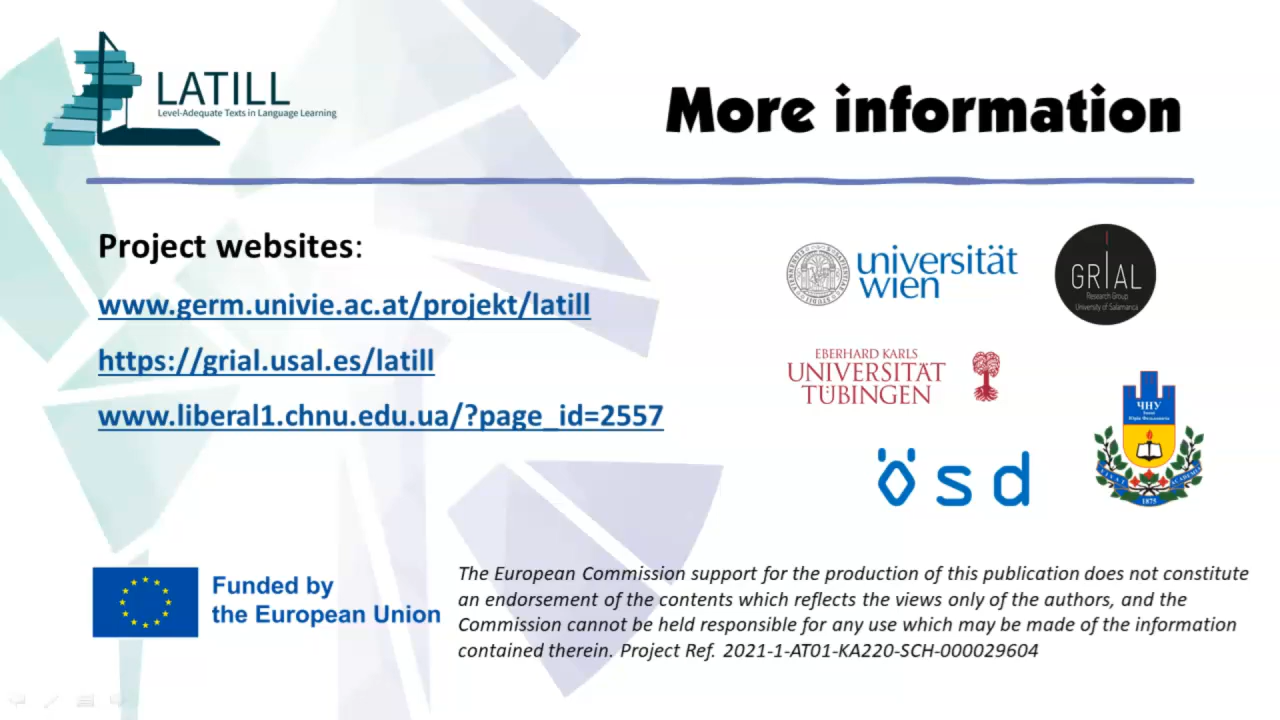 LATILL
Level-Adequate Texts in Language Learning
More information
Project websites:
www.germ.univie.ac.at/projekt/latill
https://grial.usal.es/latill
www.liberal1.chnu.edu.ua/?page_id=2557
universität
wien
GRIAL
Research Group
University of Salamanca
EBERHARD KARLS
UNIVERSITÄT
TÜBINGEN
ЧНУ
ösd
1875
Funded by
the European Union
The European Commission support for the production of this publication does not constitute
an endorsement of the contents which reflects the views only of the authors, and the
Commission cannot be held responsible for any use which may be made of the information
contained therein. Project Ref. 2021-1-AT01-KA220-SCH-000029604